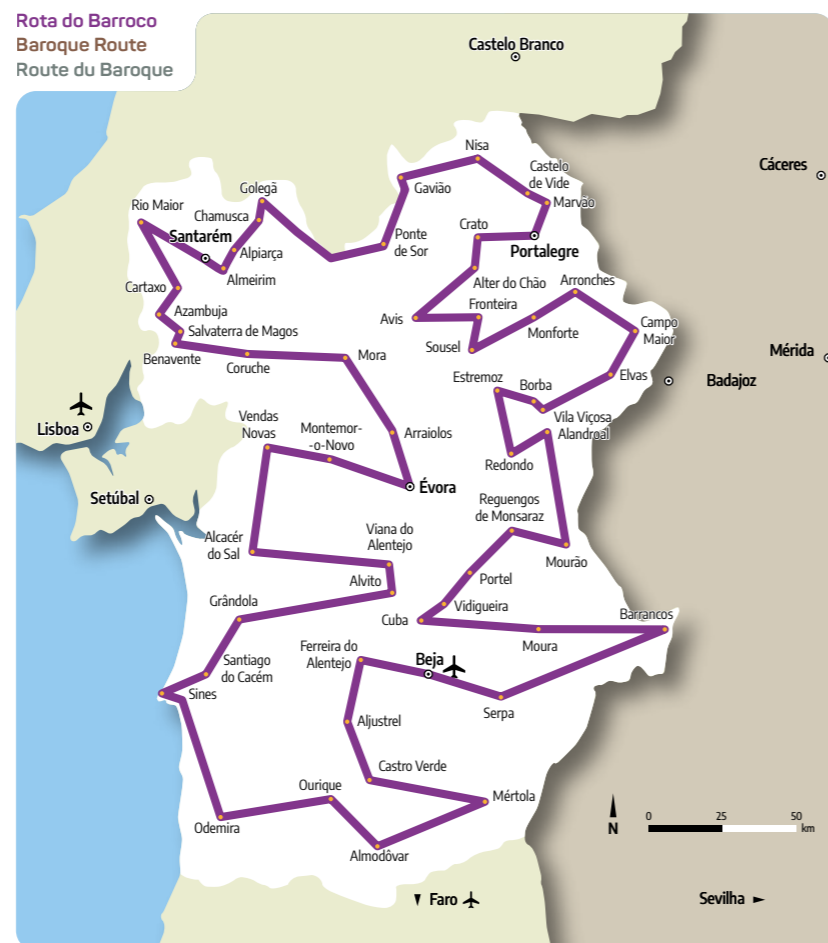 Rota do Barroco
Baroque Route
Route du Baroque
Castelo Branco
Cáceres
Nisa
Castelo
de Vide
Gavião
Marvão
Golegã
Rio Maior
Chamusca
Santarém
Ponte
de Sor
Crato
Portalegre
Alpiarça
Almeirim
Alter do Chão
Arronches
Cartaxo
Azambuja
Fronteira
Avis
Monforte
Campo
Maior
Salvaterra de Magos
Sousel
Mérida
Benavente
Coruche
Mora
Estremoz
Borba
Elvas
Badajoz
Vendas
Novas
Montemor-
-o-Novo
Arraiolos
Vila Viçosa
Alandroal
Lisboa
Redondo
Évora
Setúbal
Reguengos
de Monsaraz
Alcacér
do Sal
Viana do
Alentejo
Mourão
Alvito
Portel
Grândola
Vidigueira
Cuba
Barrancos
Ferreira do
Alentejo
Beja
Moura
Santiago
do Cacém
Sines
Serpa
Aljustrel
Castro Verde
Ourique
Mértola
Odemira
Almodôvar
N
0 25 50
km
Faro
Sevilha